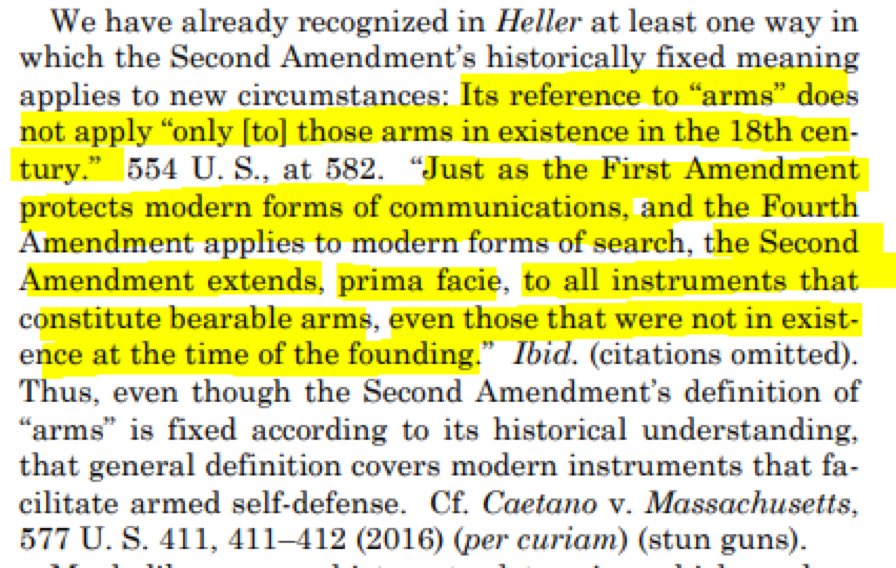 We have already recognized in Heller at least one way in
which the Second Amendment’s historically fixed meaning
applies to new circumstances: Its reference to “arms” does
not apply “only [to] those arms in existence in the 18th cen-
tury.” 554 U. S., at 582. “Just as the First Amendment
protects modern forms of communications, and the Fourth
Amendment applies to modern forms of search, the Second
Amendment extends, prima facie, to all instruments that
constitute bearable arms, even those that were not in exist-
ence at the time of the founding.” Ibid. (citations omitted).
Thus, even though the Second Amendment’s definition of
“arms” is fixed according to its historical understanding,
that general definition covers modern instruments that fa-
cilitate armed self-defense. Cf. Caetano v. Massachusetts,
577 U. S. 411, 411–412 (2016) (per curiam) (stun guns).